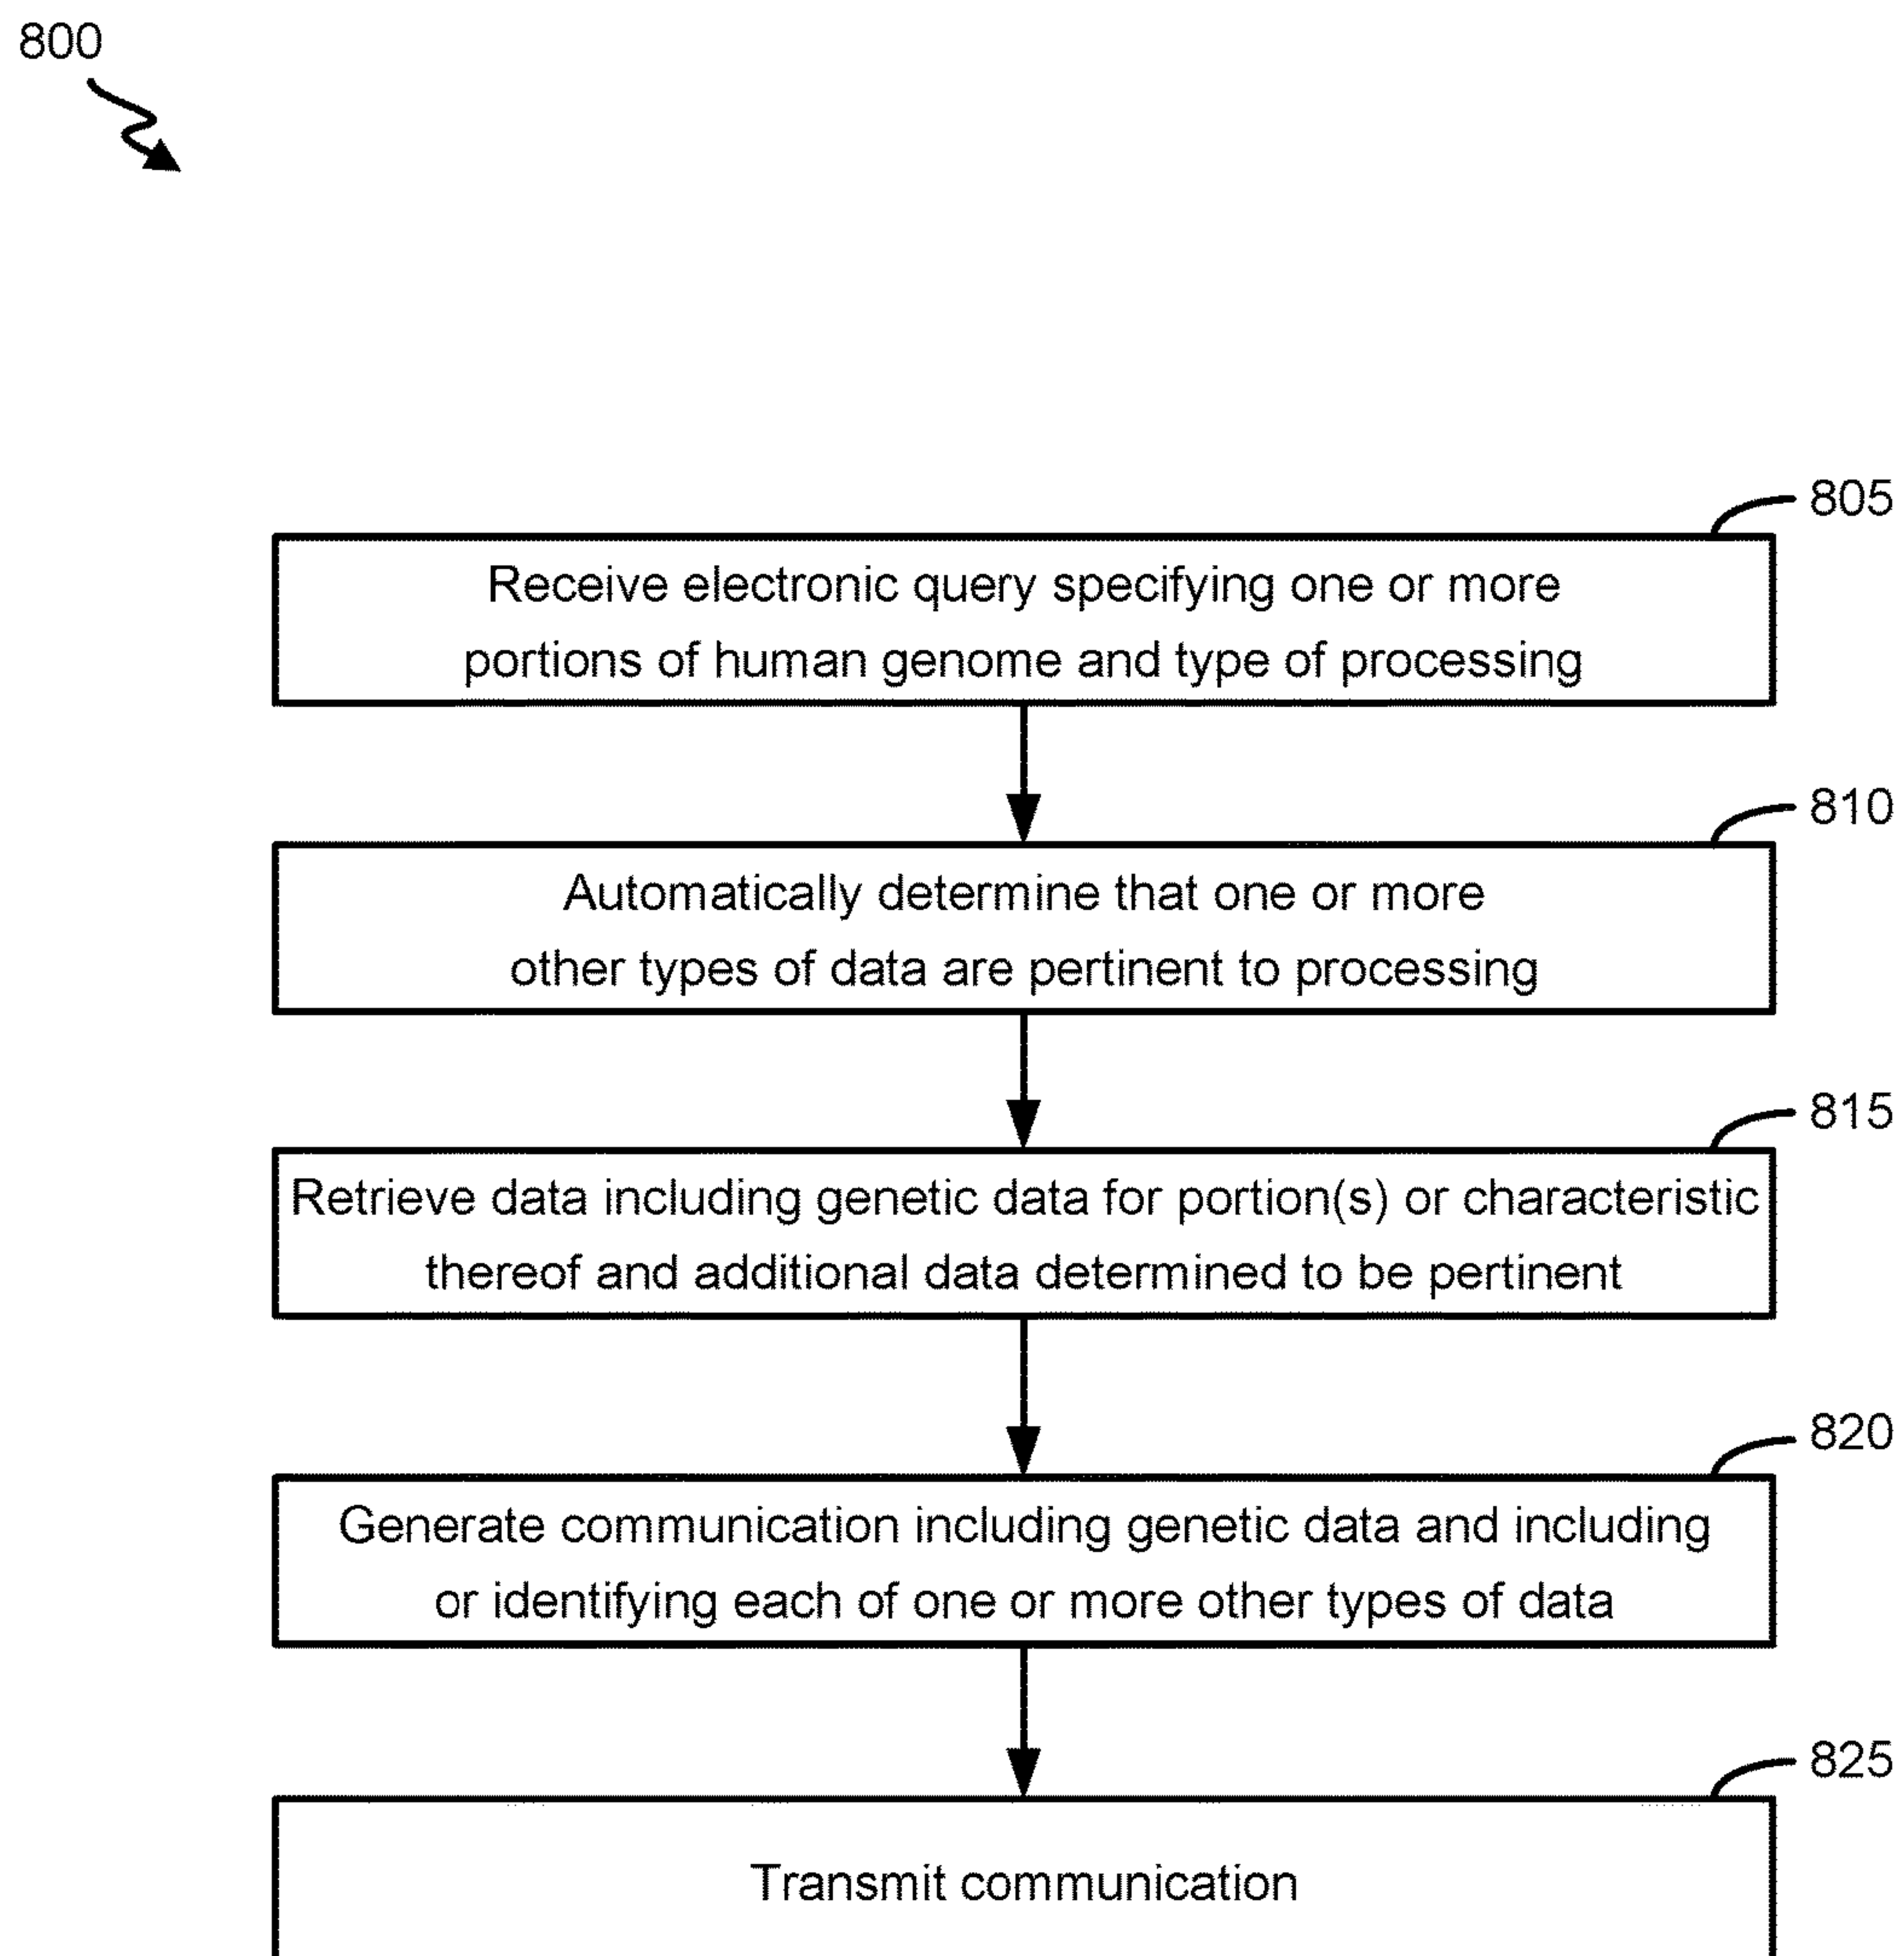 800
805
Receive electronic query specifying one or more
portions of human genome and type of processing
810
Automatically determine that one or more
other types of data are pertinent to processing
815
Retrieve data including genetic data for portion(s) or characteristic
thereof and additional data determined to be pertinent
820
Generate communication including genetic data and including
or identifying each of one or more other types of data
825
Transmit communication